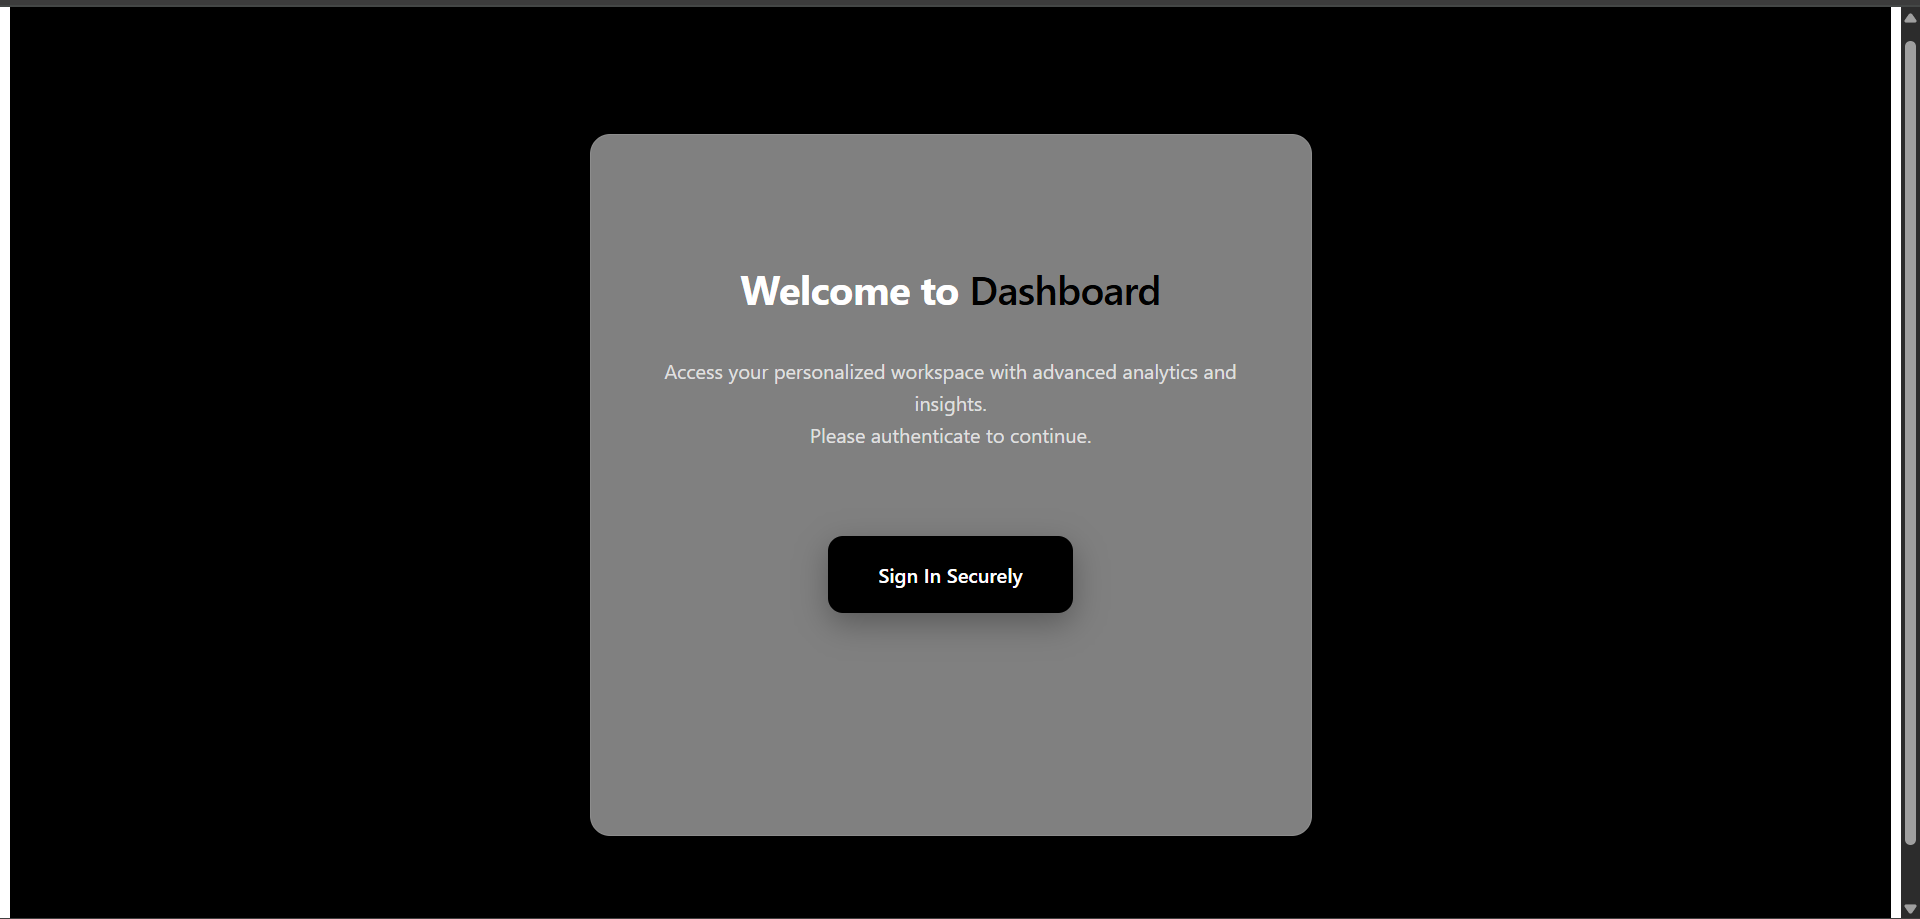 Welcome to Dashboard
Access your personalized workspace with advanced analytics and
insights.
Please authenticate to continue.
Sign In Securely